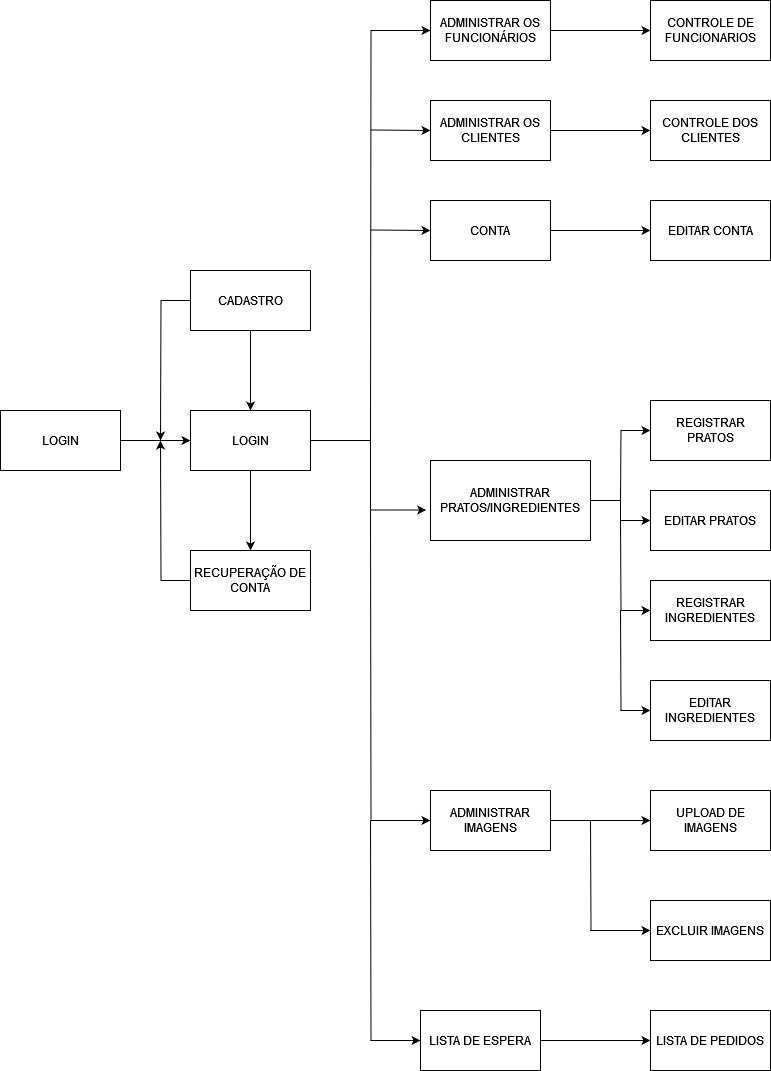 ADMINISTRAR OS
FUNCIONÁRIOS
CONTROLE DE
FUNCIONARIOS
ADMINISTRAR OS
CLIENTES
CONTROLE DOS
CLIENTES
CONTA
EDITAR CONTA
CADASTRO
LOGIN
LOGIN
RECUPERAÇÃO DE
CONTA
ADMINISTRAR
PRATOS/INGREDIENTES
REGISTRAR
PRATOS
EDITAR PRATOS
REGISTRAR
INGREDIENTES
EDITAR
INGREDIENTES
ADMINISTRAR
IMAGENS
UPLOAD DE
IMAGENS
EXCLUIR IMAGENS
LISTA DE ESPERA
LISTA DE PEDIDOS